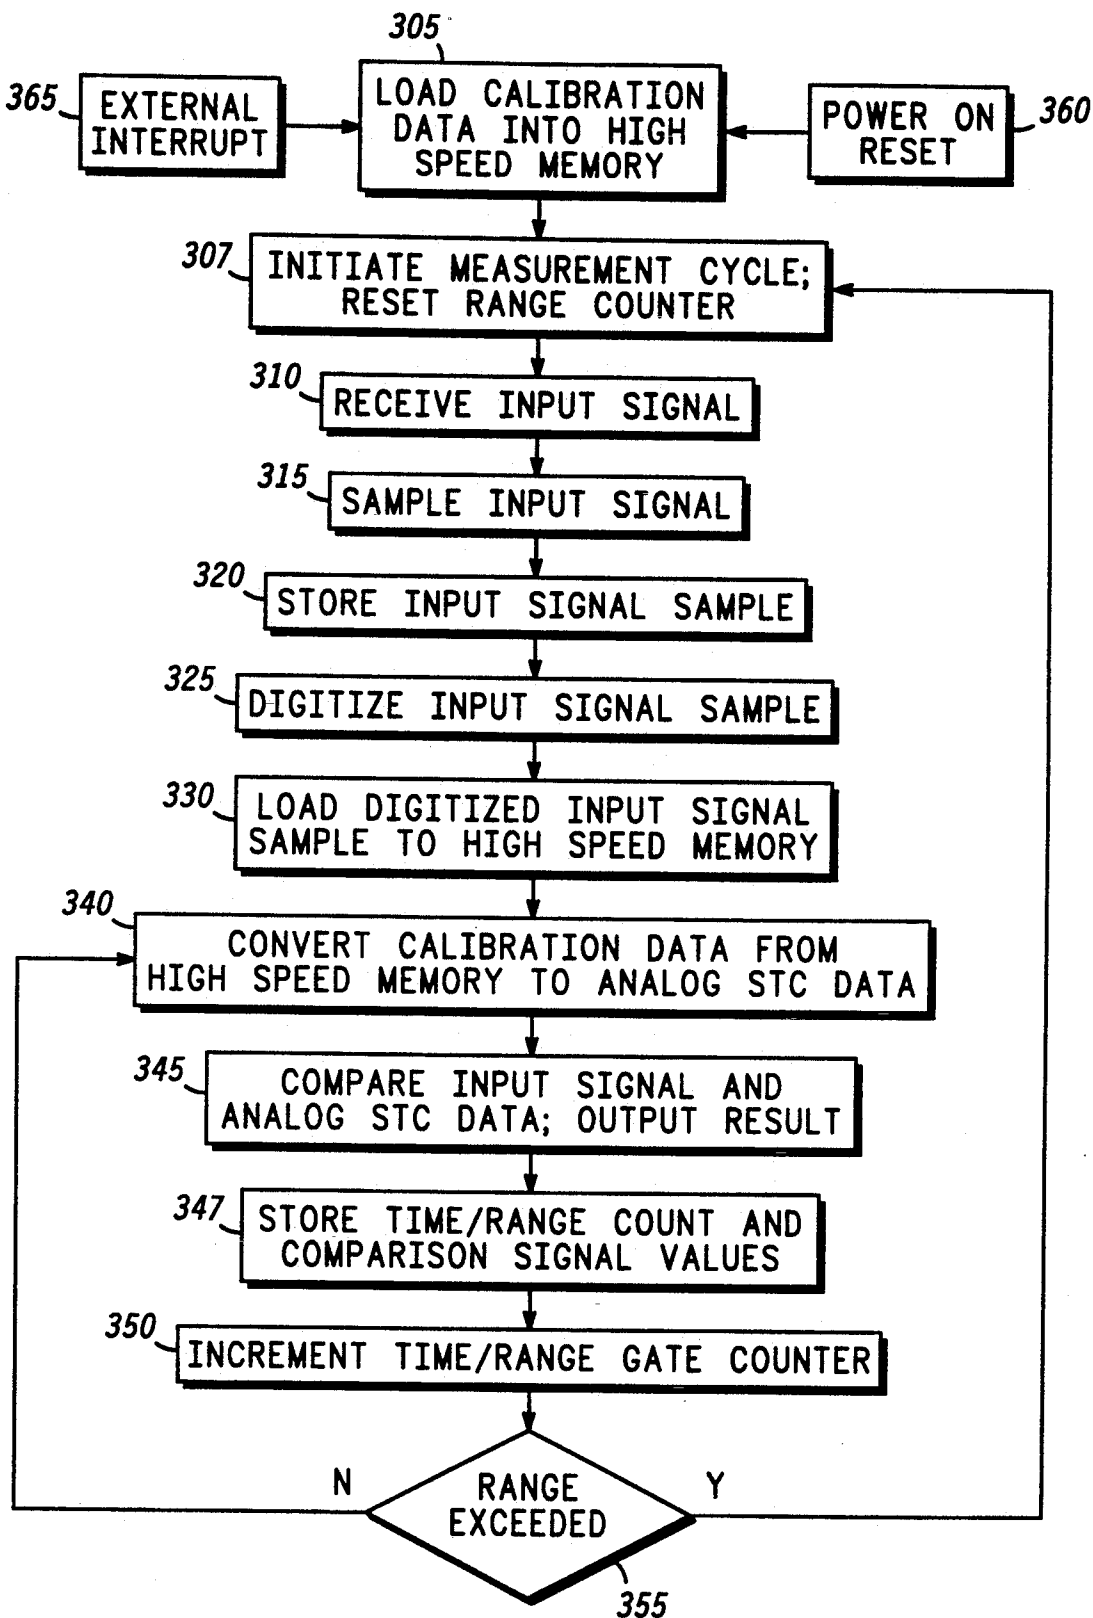 305
365
EXTERNAL
INTERRUPT
LOAD CALIBRATION
DATA INTO HIGH
SPEED MEMORY
POWER ON
RESET
360
307
INITIATE MEASUREMENT CYCLE;
RESET RANGE COUNTER
310
RECEIVE INPUT SIGNAL
315
SAMPLE INPUT SIGNAL
320
STORE INPUT SIGNAL SAMPLE
325
DIGITIZE INPUT SIGNAL SAMPLE
330
LOAD DIGITIZED INPUT SIGNAL
SAMPLE TO HIGH SPEED MEMORY
340
CONVERT CALIBRATION DATA FROM
HIGH SPEED MEMORY TO ANALOG STC DATA
345
COMPARE INPUT SIGNAL AND
ANALOG STC DATA; OUTPUT RESULT
347
STORE TIME/RANGE COUNT AND
COMPARISON SIGNAL VALUES
350
INCREMENT TIME/RANGE GATE COUNTER
N
RANGE
EXCEEDED
Y
355